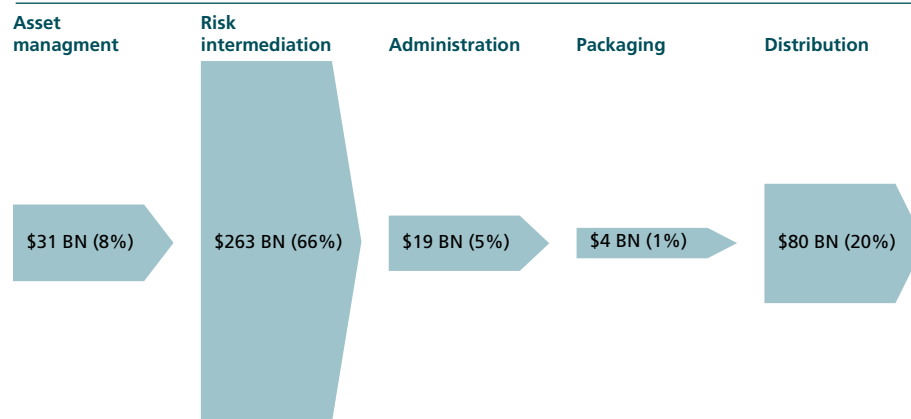 Asset
managment
Risk
intermediation
Administration
Packaging
Distribution
$31 BN (8%)
$263 BN (66%)
$19 BN (5%)
$4 BN (1%)
$80 BN (20%)